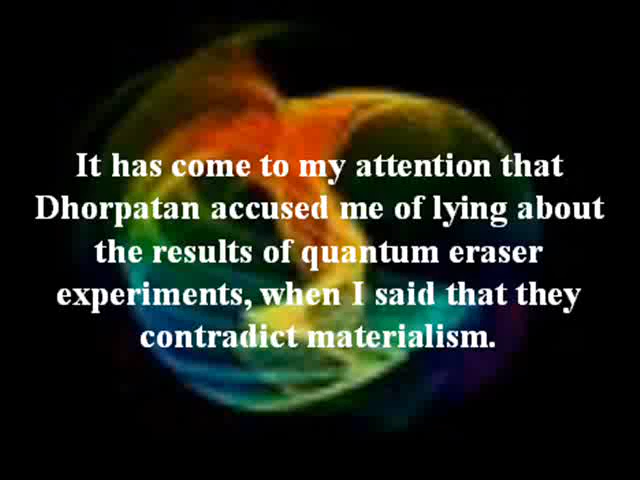 It has come to my attention that
Dhorpatan accused me of lying about
the results of quantum eraser
experiments, when I said that they
contradict materialism.